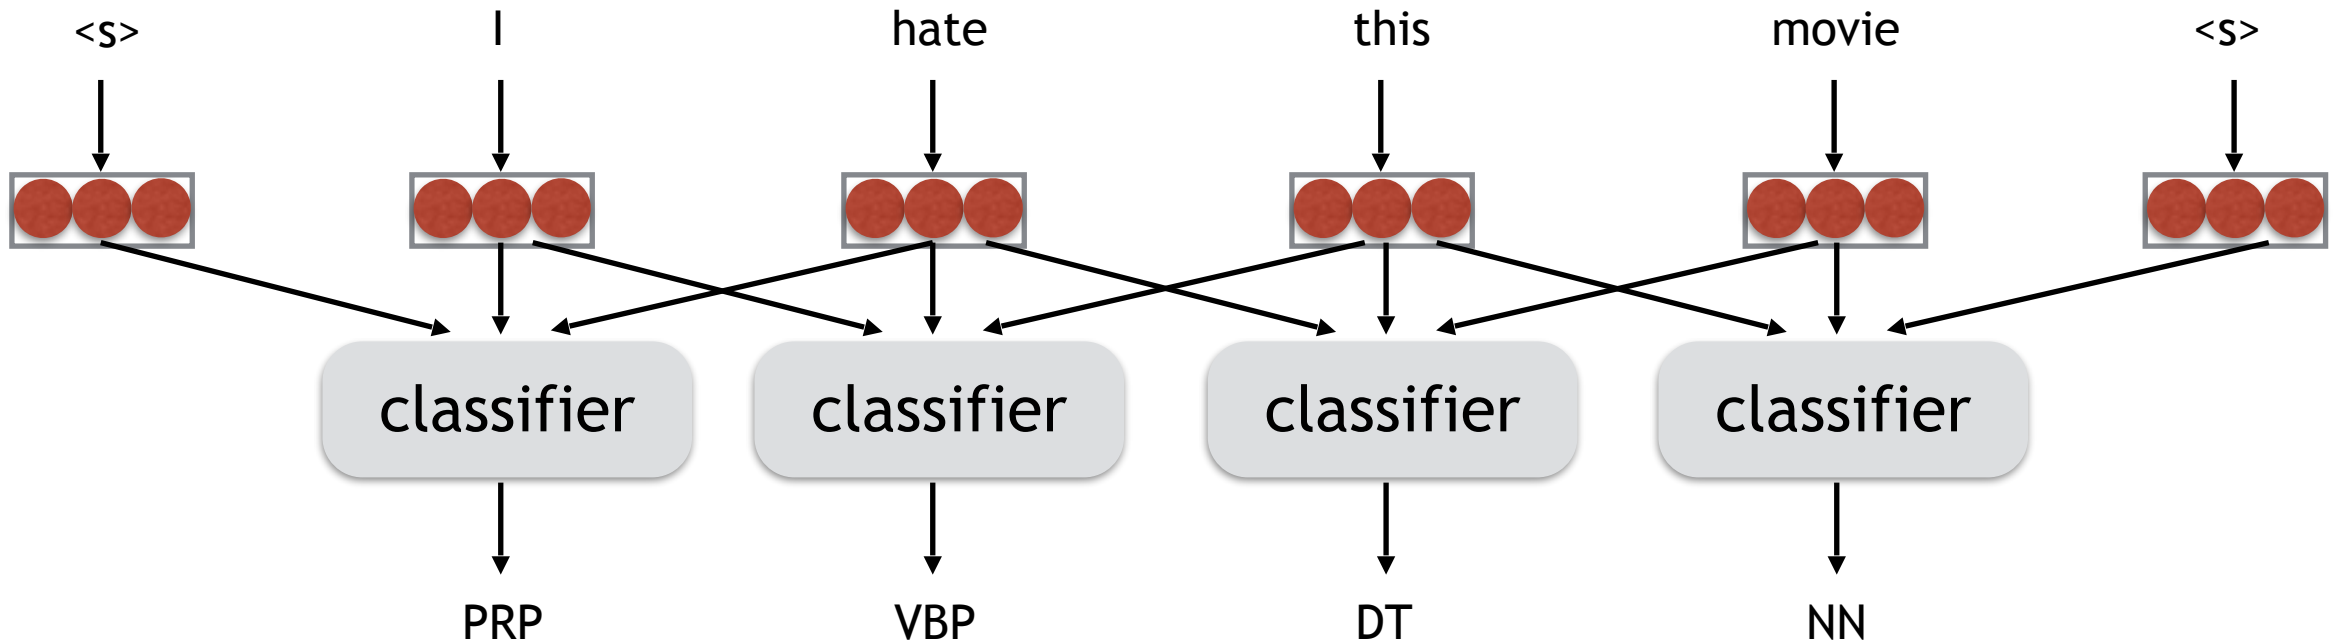 <s> I hate this movie <s>
classifier classifier classifier classifier
PRP VBP DT NN